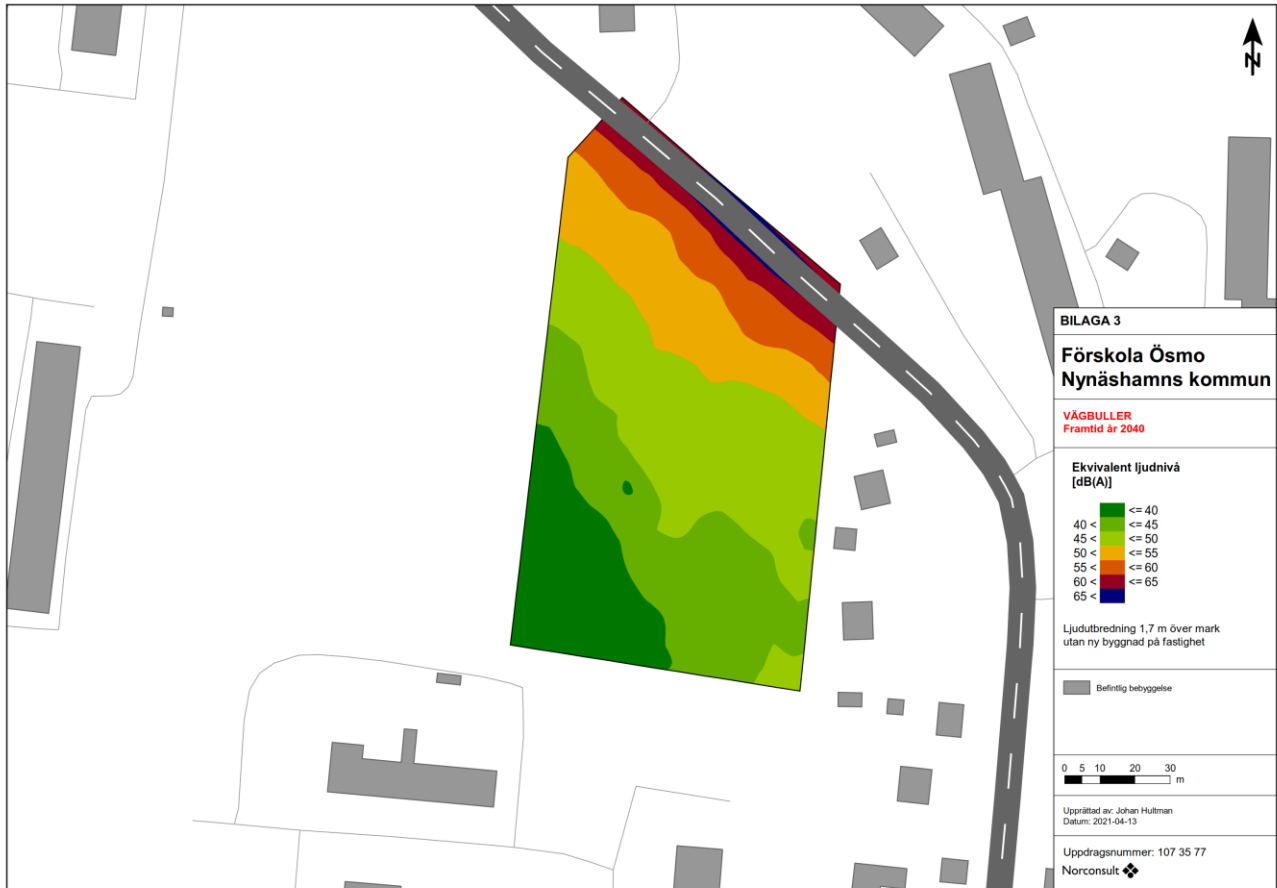 N
BILAGA 3
Förskola Ösmo
Nynäshamns kommun
VÄGBULLER
Framtid år 2040
Ekvivalent ljudnivå
[dB(A)]
<= 40
40 < <= 45
45 < <= 50
50 < <= 55
55 < <= 60
60 < <= 65
65 <
Ljudutbredning 1,7 m över mark
utan ny byggnad på fastighet
Befintlig bebyggelse
0 5 10 20 30
m
Upprättad av: Johan Hultman
Datum: 2021-04-13
Uppdragsnummer: 107 35 77
Norconsult